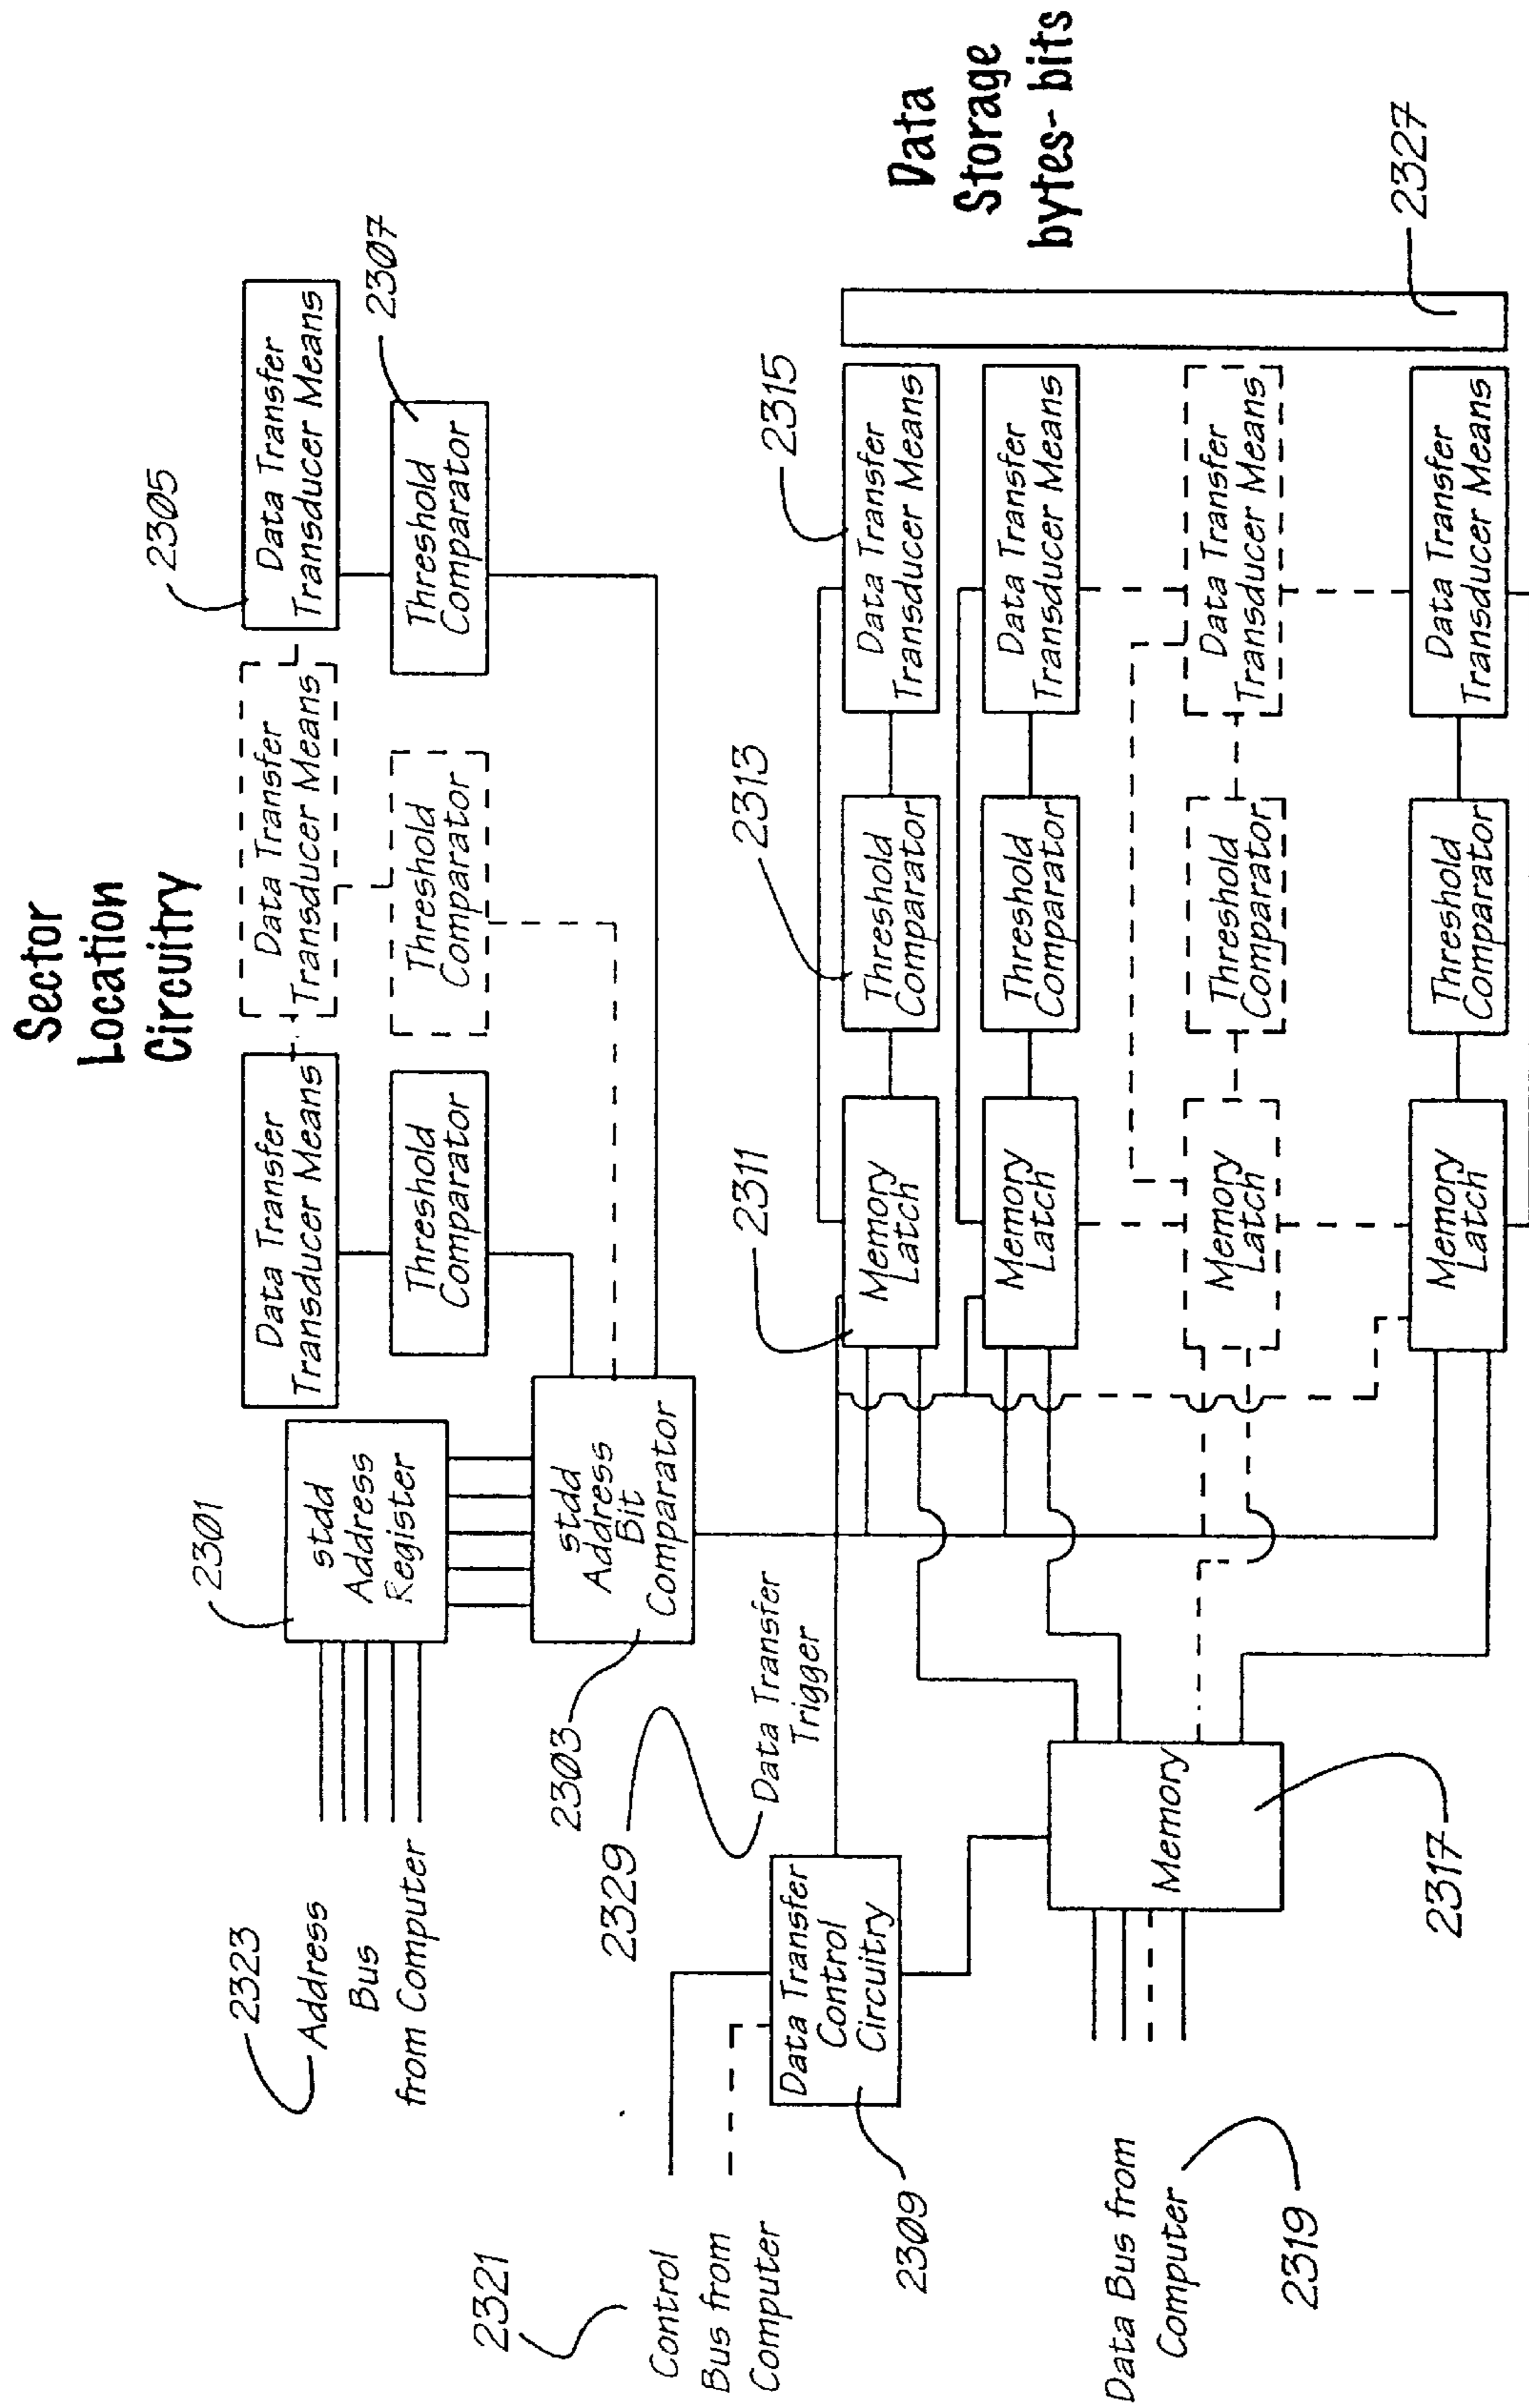 Sector
Location
Circuitry
2305
Data Transfer
Transducer Means
Data Transfer
Transducer Means
Data Transfer
Transducer Means
2307
Threshold
Comparator
Threshold
Comparator
Threshold
Comparator
2301
stdd
Address
Register
2323
Address
Bus
from Computer
stdd
Address
Bit
Comparator
2303
2329
Data Transfer
Trigger
2321
Control
Bus from
Computer
Data Transfer
Control
Circuitry
2309
2311
Memory
Latch
2313
Threshold
Comparator
2315
Data Transfer
Transducer Means
Memory
Latch
Threshold
Comparator
Data Transfer
Transducer Means
Memory
Latch
Threshold
Comparator
Data Transfer
Transducer Means
Memory
Latch
Threshold
Comparator
Data Transfer
Transducer Means
Data
Storage
bytes- bits
2327
Data Bus from
Computer
2319
Memory
2317